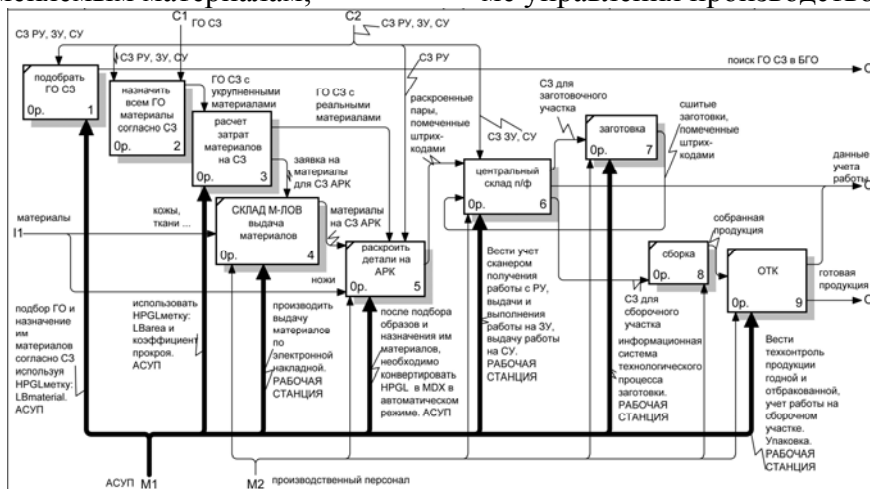 С1
ГО СЗ
С2
СЗ РУ, ЗУ, СУ
СЗ РУ, ЗУ, СУ
СЗ РУ, ЗУ, СУ
СЗ РУ
подобрать
ГО СЗ
0р.
1
назначить
всем ГО
материалы
согласно СЗ
0р.
2
ГО СЗ с
укрупненными
материалами
расчет
затрат
материалов
на СЗ
0р.
3
ГО СЗ с
реальными
материалами
поиск ГО СЗ в БГО
раскроенные
пары,
помеченные
штрих-
кодами
СЗ ЗУ, СУ
СЗ для
заготовочного
участка
заготовка
0р.
7
сшитые
заготовки,
помеченные
штрих-
кодами
заявка на
материалы
для СЗ АРК
центральный
склад п/ф
0р.
6
данные
учета
работы
материалы
I1
кожы,
ткани ...
СКЛАД М-ЛОВ
выдача
материалов
0р.
4
материалы
на СЗ АРК
раскроить
детали на
АРК
0р.
5
ножи
сборка
0р.
8
собранная
продукция
ОТК
0р.
9
готовая
продукция
СЗ для
сборочного
участка
подбор ГО и
назначение
им
материалов
согласно СЗ
используя
HPGLметку:
LBmaterial.
АСУП
использовать
HPGLметку:
LBarea и
коэффициент
прокроя.
АСУП
производить
выдачу
материалов
по
электронной
накладной.
РАБОЧАЯ
СТАНЦИЯ
после подбора
образов и
назначения им
материалов,
необходимо
конвертировать
HPGL в MDX в
автоматическом
режиме. АСУП
Вести учет
сканером
получения
работы с РУ,
выдачи и
выполнения
работы на ЗУ,
выдачу работы
на СУ.
РАБОЧАЯ
СТАНЦИЯ
информационная
система
технологического
процесса
заготовки.
РАБОЧАЯ
СТАНЦИЯ
Вести
техконтроль
продукции
годной и
отбракованной,
учет работы на
сборочном
участке.
Упаковка.
РАБОЧАЯ
СТАНЦИЯ
АСУП М1
М2 производственный персонал